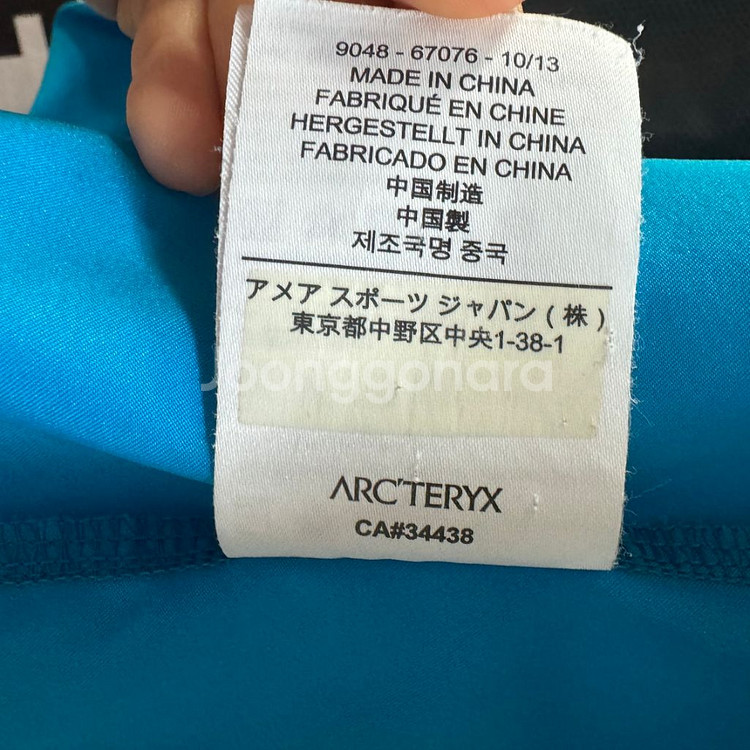 9048 - 67076 - 10/13
MADE IN CHINA
FABRIQUÉ EN CHINE
HERGESTELLT IN CHINA
FABRICADO EN CHINA
中国制造
中国製
제조국명 중국
アメア スポーツ ジャパン ( 株 )
東京都中野区中央1-38-1
Joonggonara
ARC'TERYX
CA#34438